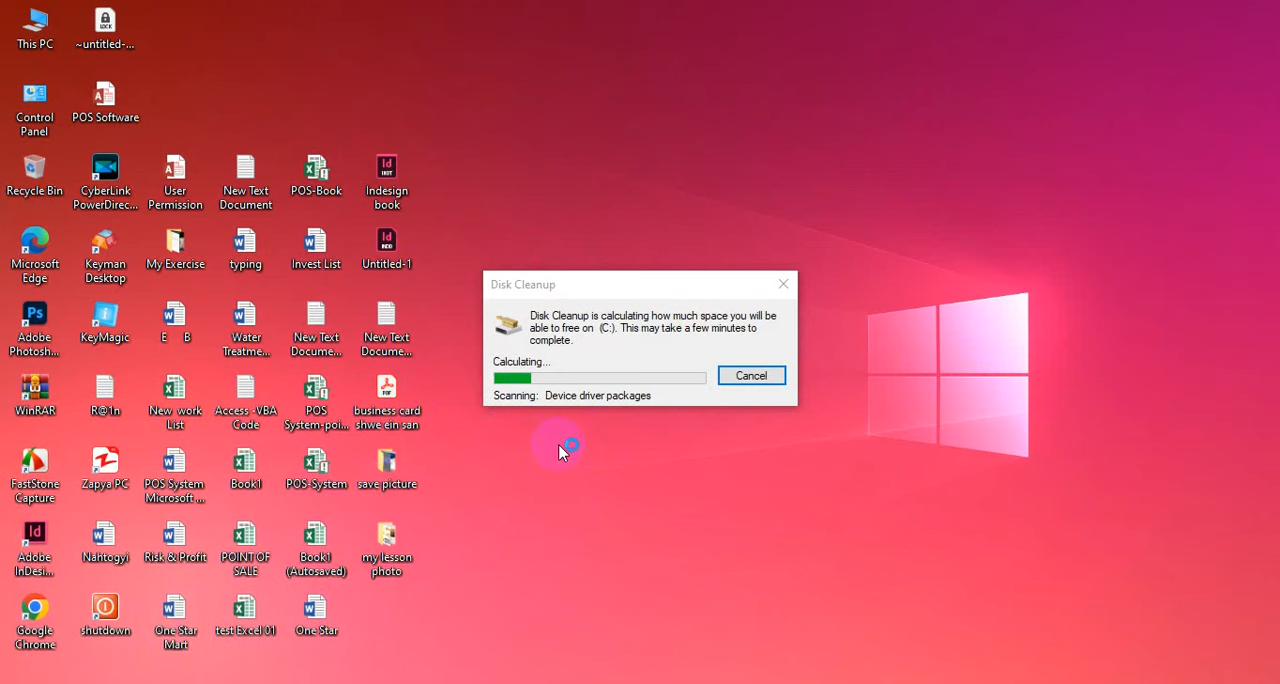 This PC
~untitled-...
LOCK
Control
Panel
POS Software
Recycle Bin
CyberLink
PowerDirec...
User
Permission
New Text
Document
POS-Book
Indesign
book
Microsoft
Edge
Keyman
Desktop
My Exercise
typing
Invest List
Untitled-1
Adobe
Photosh...
KeyMagic
E B
Water
Treatme...
New Text
Docume...
New Text
Docume...
WinRAR
R@1n
New work
List
Access -VBA
Code
POS
System-poi...
business card
shwe ein san
FastStone
Capture
Zapya PC
POS System
Microsoft ...
Book1
POS-System
save picture
Adobe
InDesi...
Nahtogyi
Risk & Profit
POINT OF
SALE
Book1
(Autosaved)
my lesson
photo
Google
Chrome
shutdown
One Star
Mart
test Excel 01
One Star
Disk Cleanup
Disk Cleanup is calculating how much space you will be
able to free on (C:). This may take a few minutes to
complete.
Calculating...
Cancel
Scanning: Device driver packages